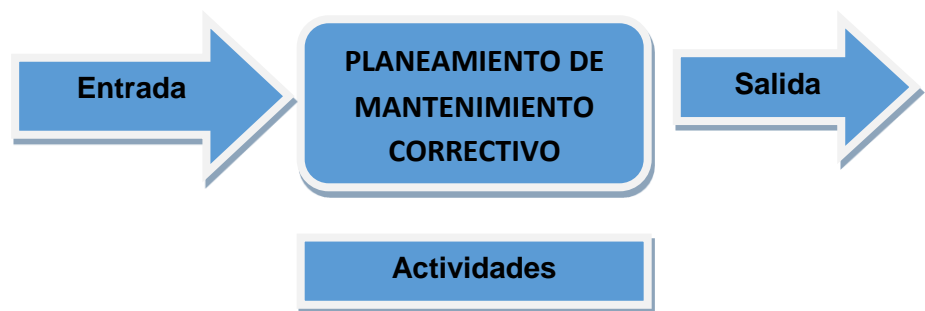 Entrada
PLANEAMIENTO DE
MANTENIMIENTO
CORRECTIVO
Salida
Actividades